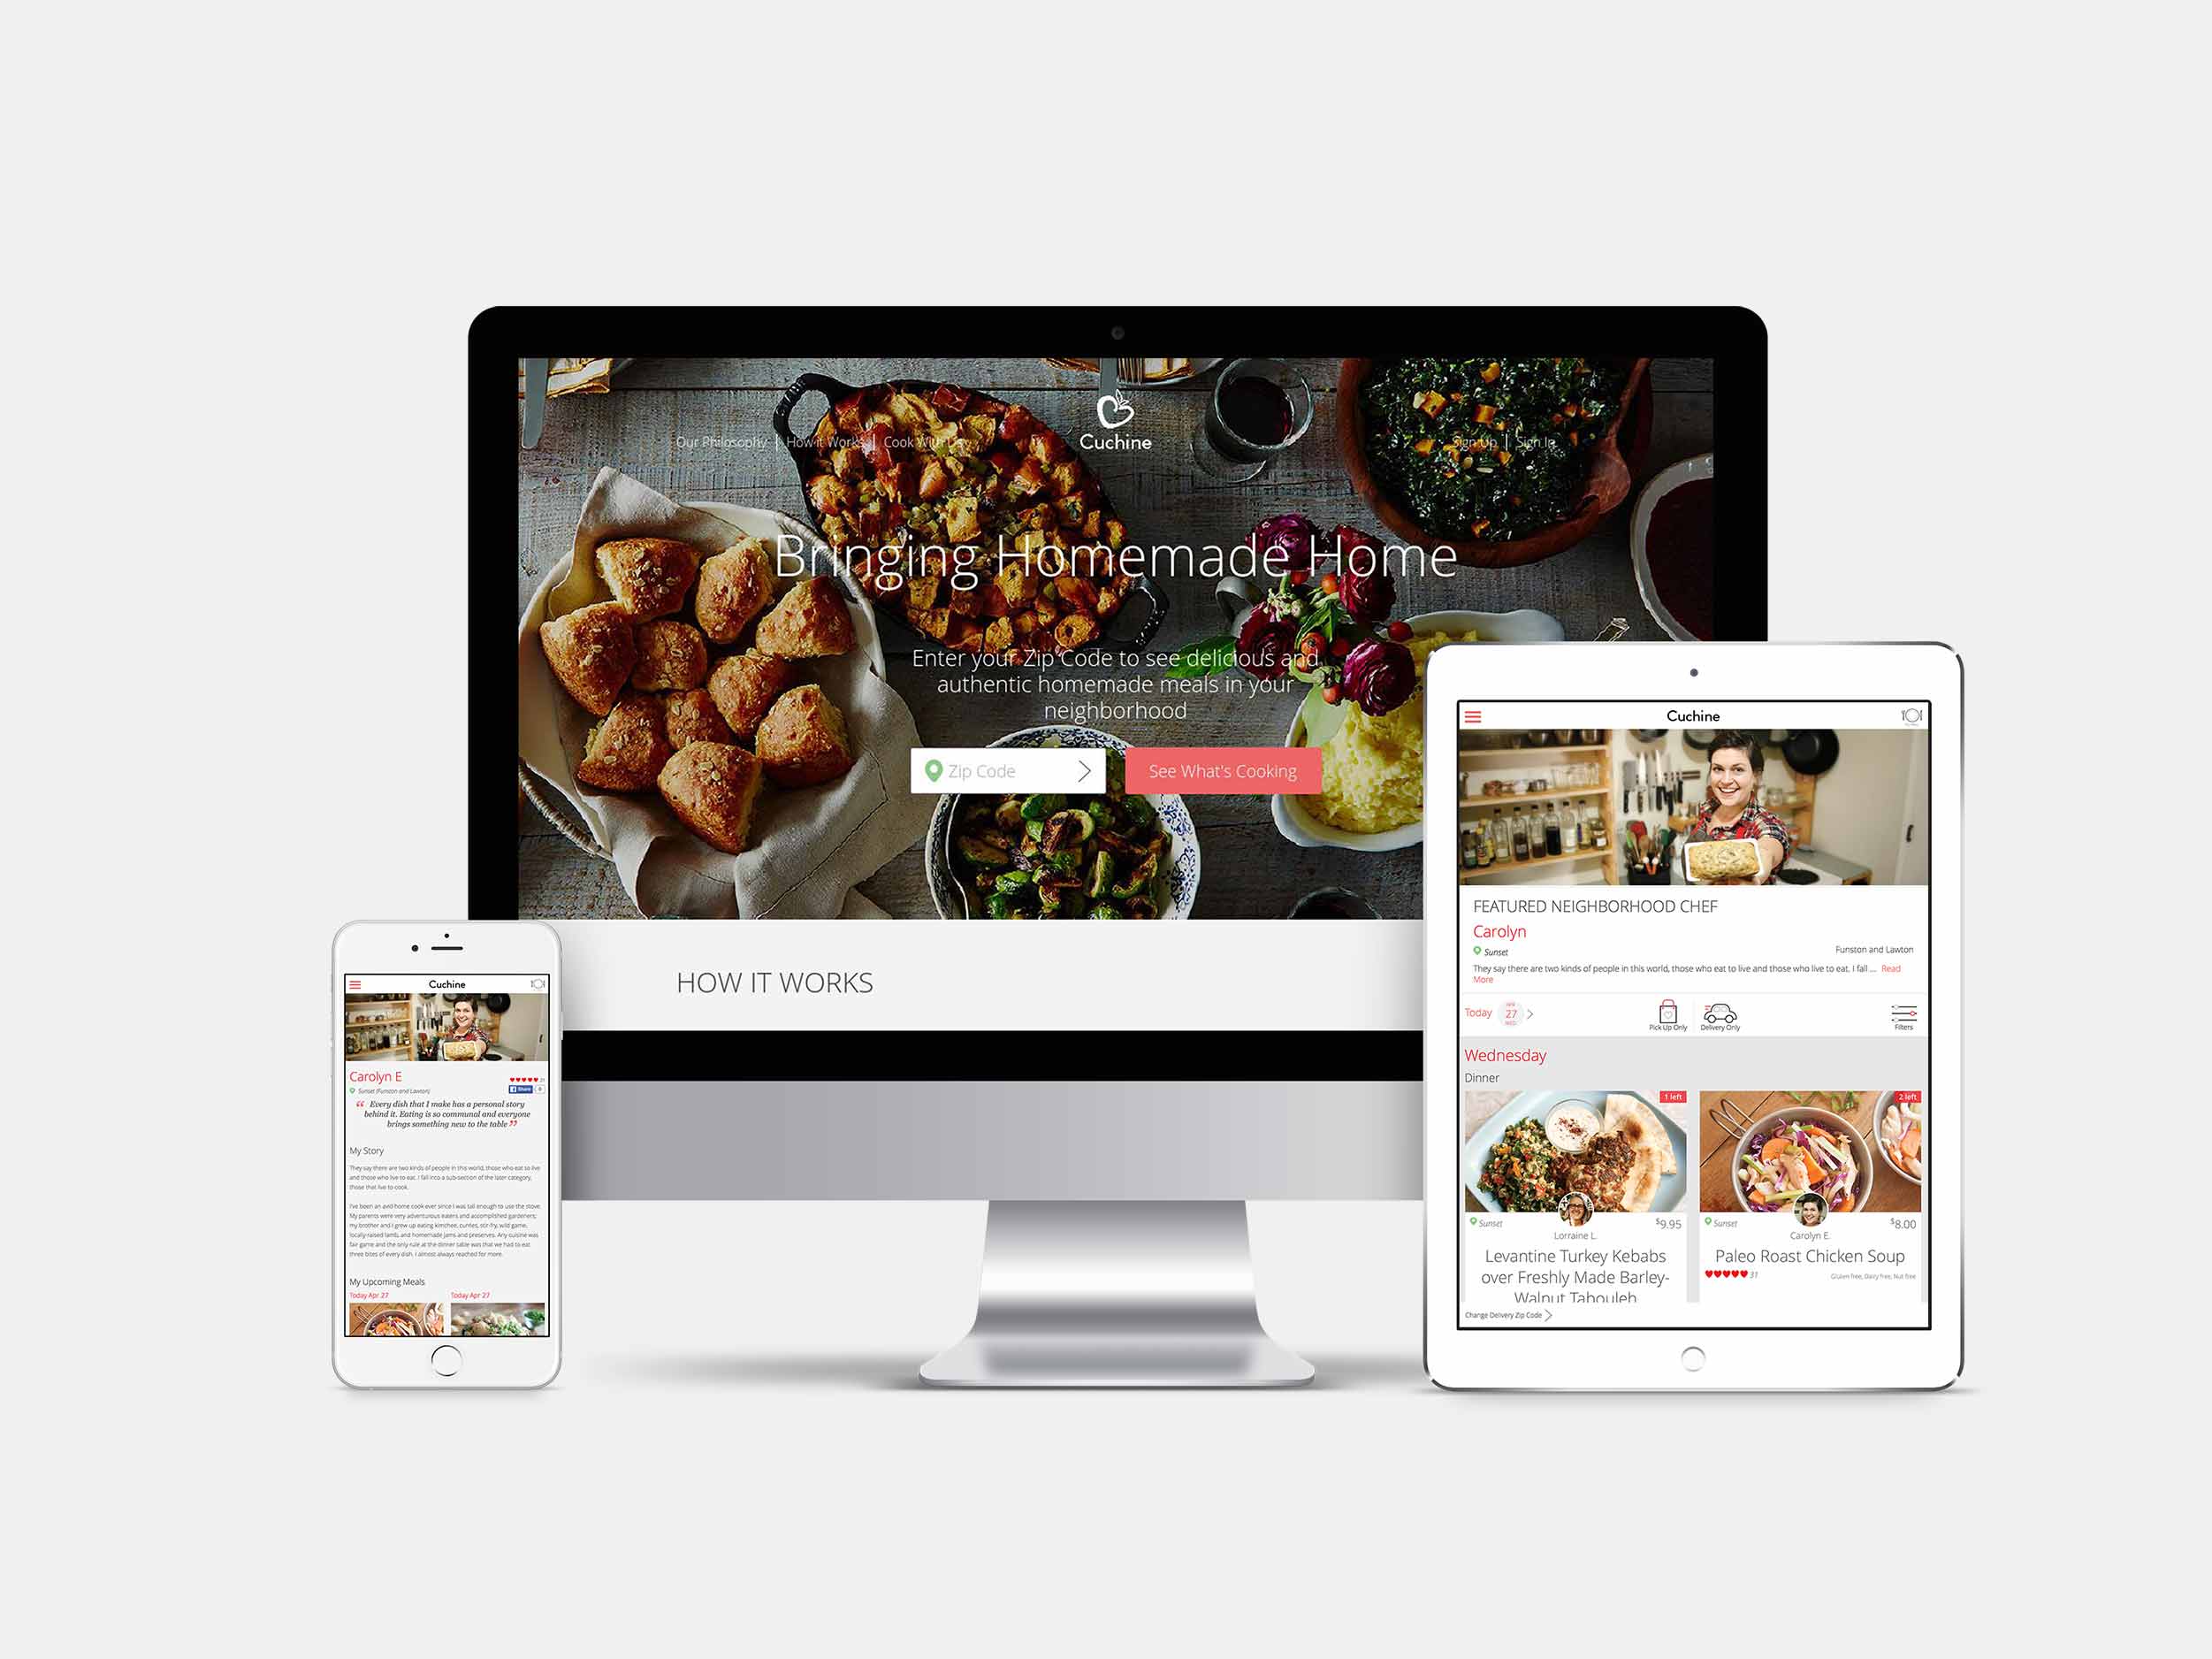 Cuchine
Our Philosophy | How it Works | Cook With Us
Sign Up | Sign In
Bringing Homemade Home
Enter your Zip Code to see delicious and
authentic homemade meals in your
neighborhood
Zip Code
See What's Cooking
HOW IT WORKS
Cuchine
Carolyn E
31
Sunset (Funston and Lawton)
Share
0
“ Every dish that I make has a personal story
behind it. Eating is so communal and everyone
brings something new to the table ”
My Story
They say there are two kinds of people in this world, those who eat to live
and those who live to eat. I fall into a sub-section of the later category,
those that live to cook.
I've been an avid home cook ever since I was tall enough to use the stove.
My parents were very adventurous eaters and accomplished gardeners;
my brother and I grew up eating kimchee, curries, stir-fry, wild game,
locally-raised lamb, and homemade jams and preserves. Any cuisine was
fair game and the only rule at the dinner table was that we had to eat
three bites of every dish. I almost always reached for more.
My Upcoming Meals
Today Apr 27
Today Apr 27
Cuchine
FEATURED NEIGHBORHOOD CHEF
Carolyn
Sunset
Funston and Lawton
They say there are two kinds of people in this world, those who eat to live and those who live to eat. I fall ... Read
More
Today
APR
27
WED
Pick Up Only
Delivery Only
Filters
Wednesday
Dinner
1 left
Sunset
$9.95
Lorraine L.
Levantine Turkey Kebabs
over Freshly Made Barley-
Walnut Tabouleh
2 left
Sunset
$8.00
Carolyn E.
Paleo Roast Chicken Soup
31
Gluten free, Dairy free, Nut free
Change Delivery Zip Code